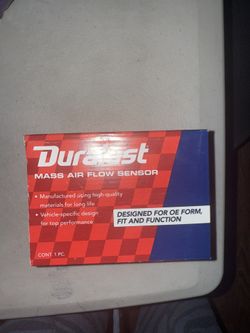 Duralast
MASS AIR FLOW SENSOR
• Manufactured using high-quality
materials for long life
• Vehicle-specific design
for top performance
DESIGNED FOR OE FORM,
FIT AND FUNCTION
CONT. 1 PC.